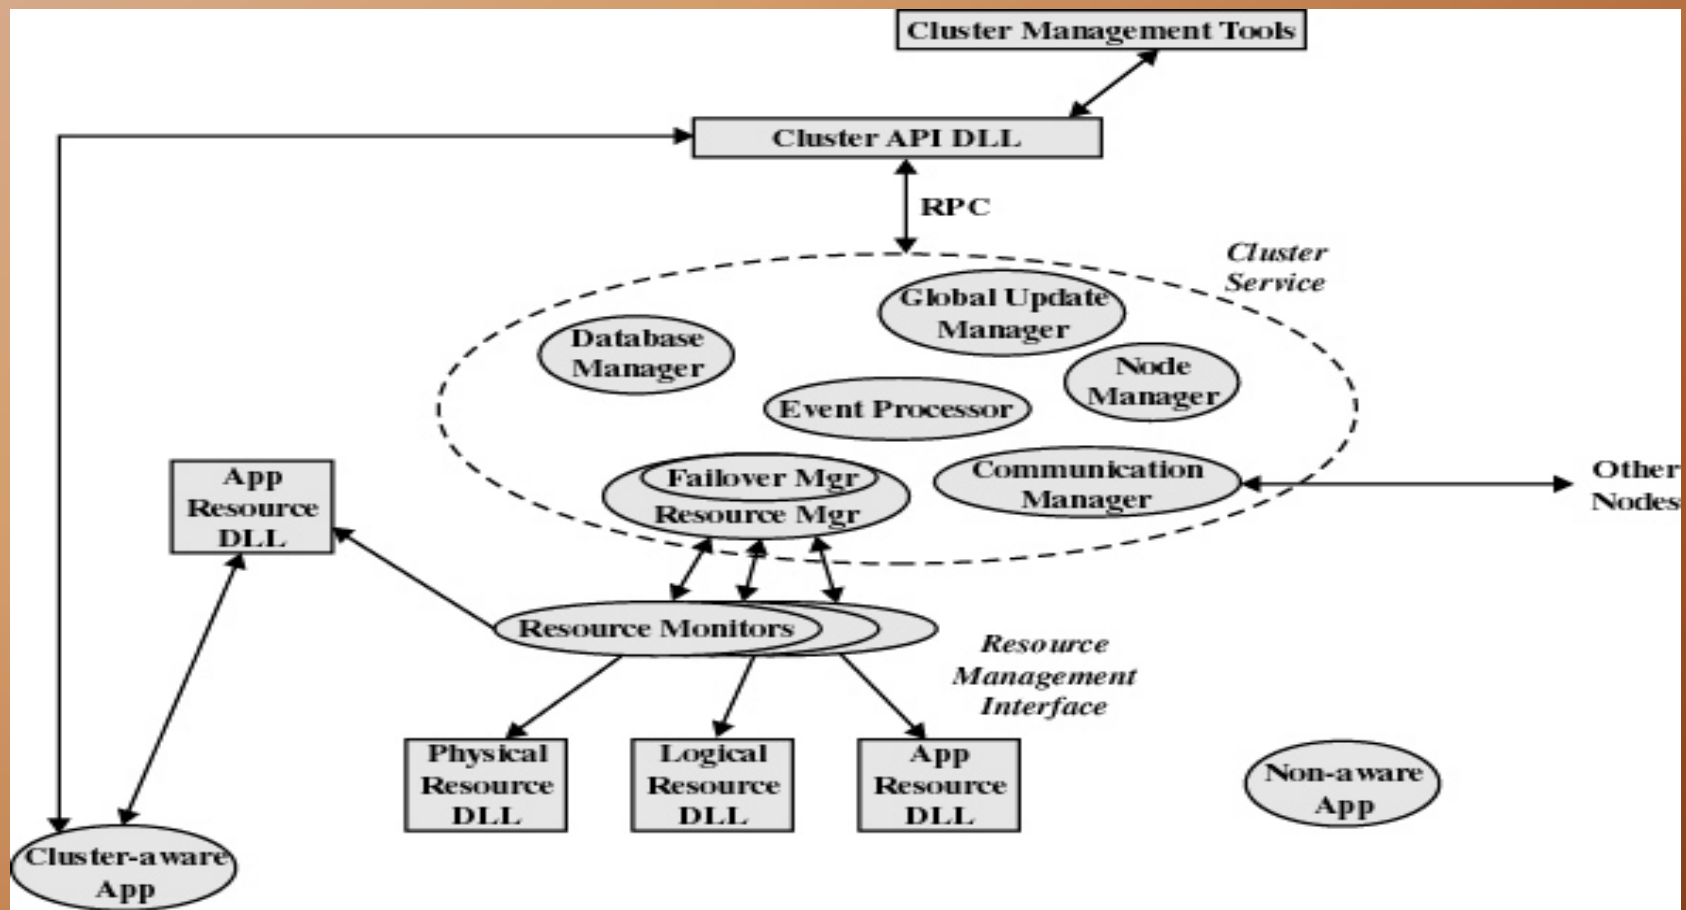 Cluster Management Tools
Cluster API DLL
RPC
Cluster
Service
Global Update
Manager
Database
Manager
Node
Manager
Event Processor
Failover Mgr
Resource Mgr
Communication
Manager
Other
Nodes
App
Resource
DLL
Resource Monitors
Resource
Management
Interface
Physical
Resource
DLL
Logical
Resource
DLL
App
Resource
DLL
Non-aware
App
Cluster-aware
App